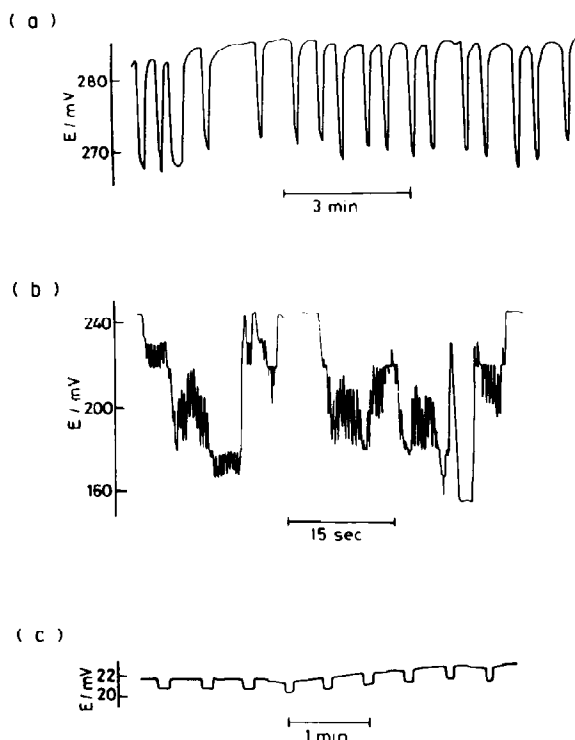 ( a )
280
270
E / mV
3 min
( b )
240
200
160
E / mV
15 sec
( c )
22
20
E / mV
1 min